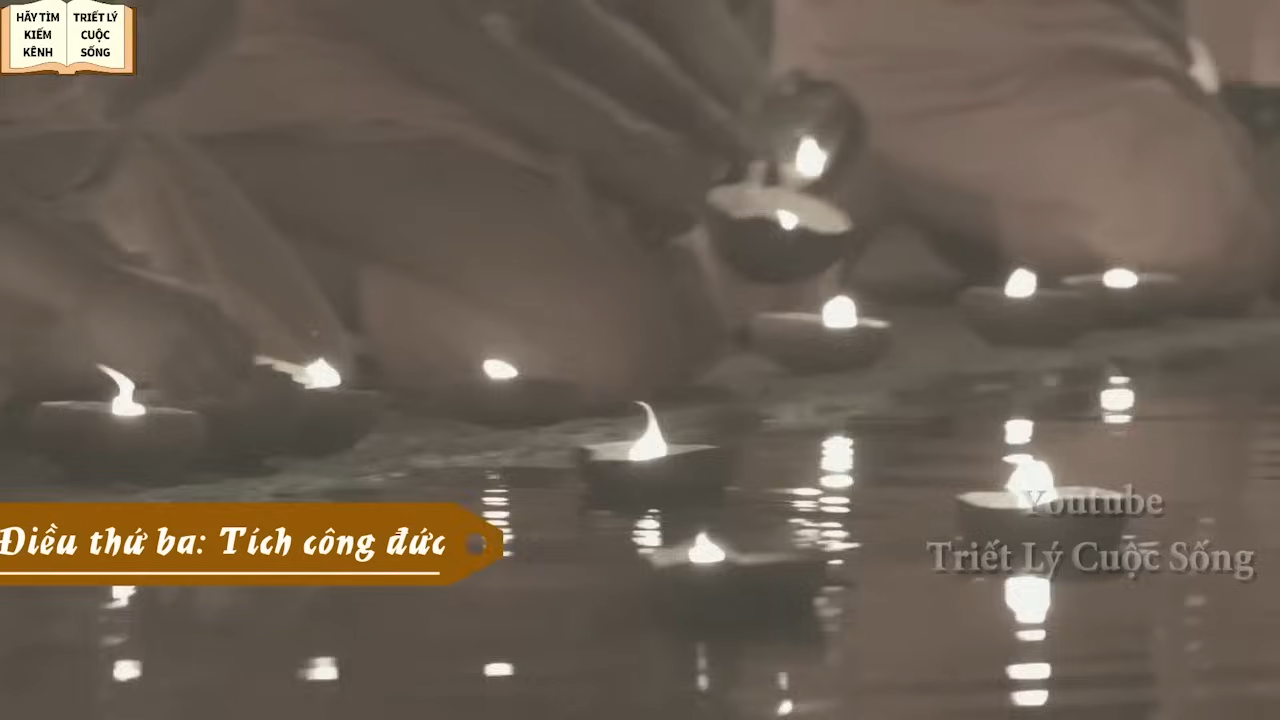 HÃY TÌM
KIẾM
KÊNH
TRIẾT LÝ
CUỘC
SỐNG
Điều thứ ba: Tích công đức
Youtube
Triết Lý Cuộc Sống